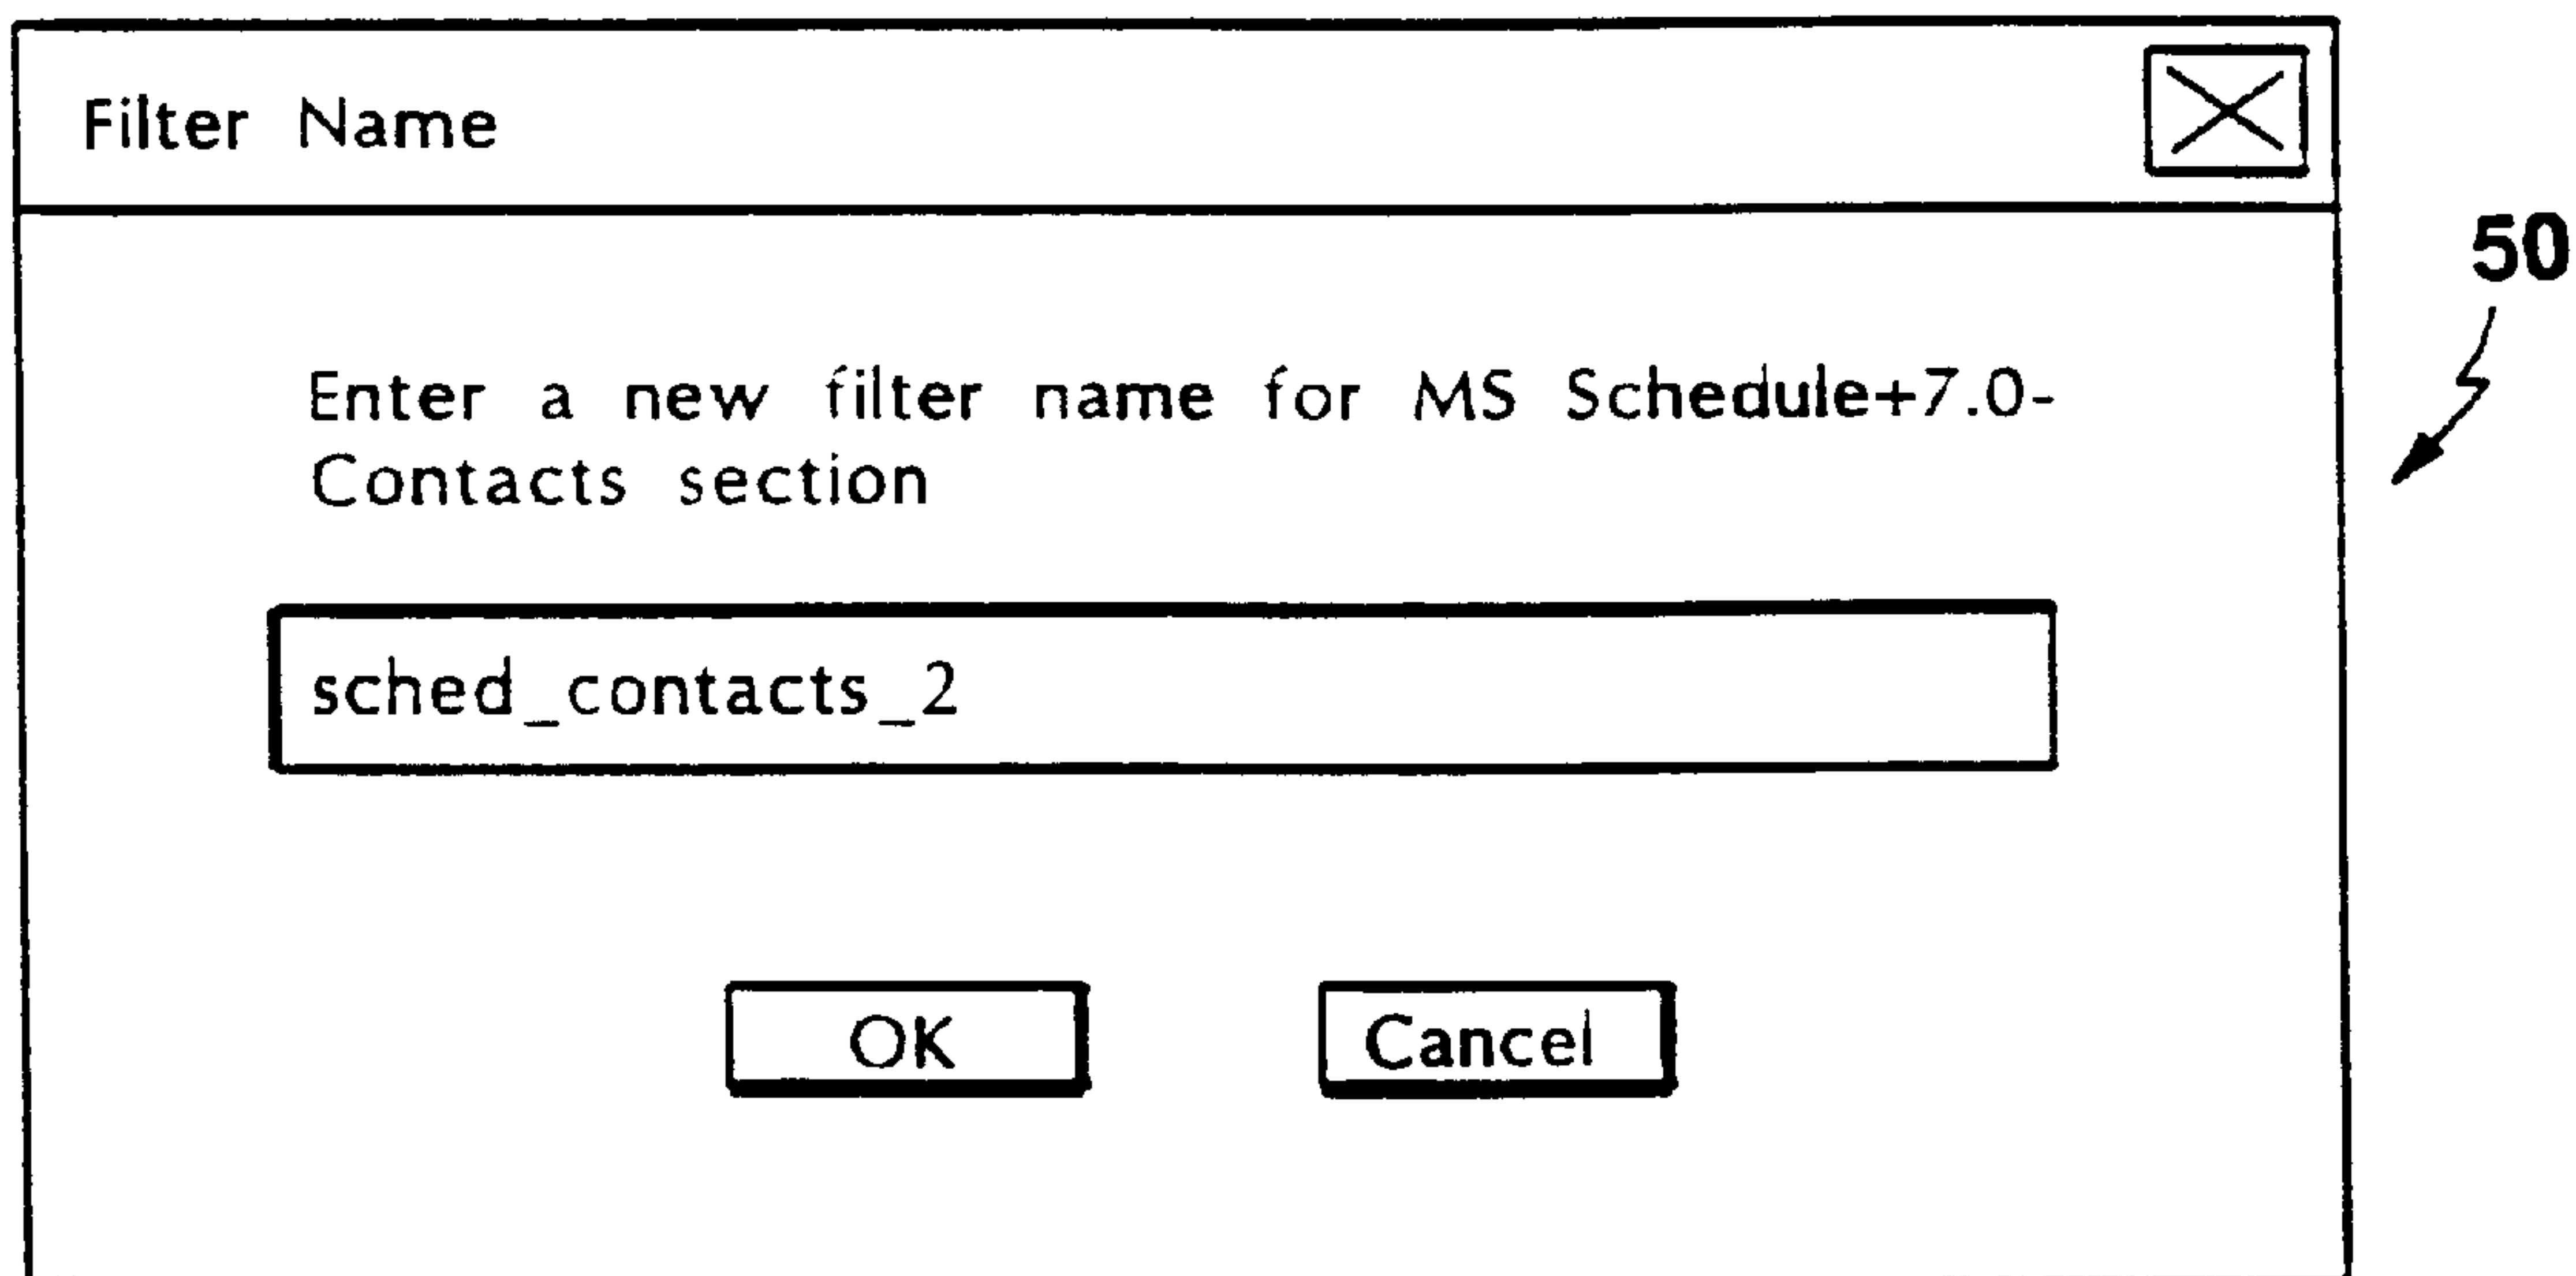 Filter Name
50
Enter a new filter name for MS Schedule+7.0-
Contacts section
sched_contacts_2
OK Cancel